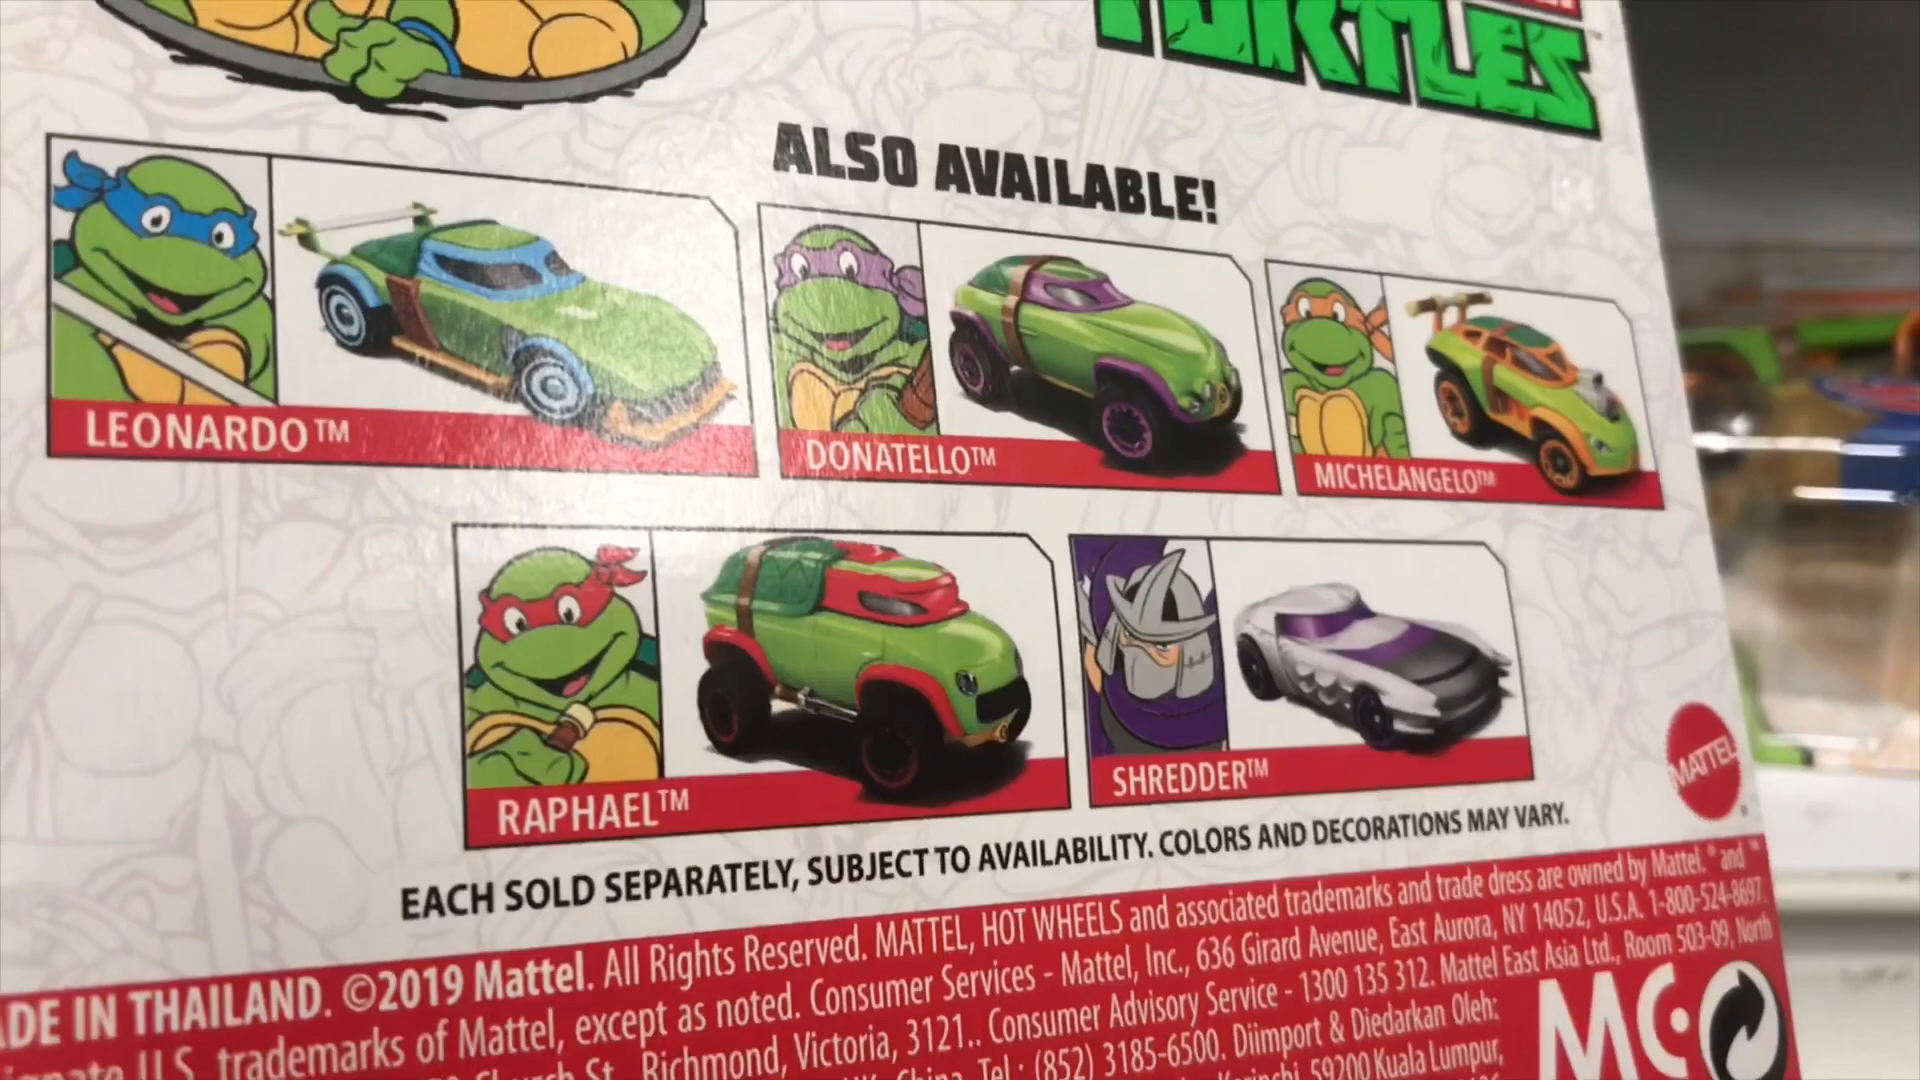 TURTLES
ALSO AVAILABLE!
LEONARDO™
DONATELLO™
MICHELANGELO™
RAPHAEL™
SHREDDER™
MATTEL
EACH SOLD SEPARATELY, SUBJECT TO AVAILABILITY. COLORS AND DECORATIONS MAY VARY.
ADE IN THAILAND. ©2019 Mattel. All Rights Reserved. MATTEL, HOT WHEELS and associated trademarks and trade dress are owned by Mattel. ® and ™
ignate U.S. trademarks of Mattel, except as noted. Consumer Services - Mattel, Inc., 636 Girard Avenue, East Aurora, NY 14052, U.S.A. 1-800-524-8697.
Church St., Richmond, Victoria, 3121.. Consumer Advisory Service - 1300 135 312. Mattel East Asia Ltd., Room 503-09, North
China. Tel.: (852) 3185-6500. Diimport & Diedarkan Oleh:
59200 Kuala Lumpur,
MC